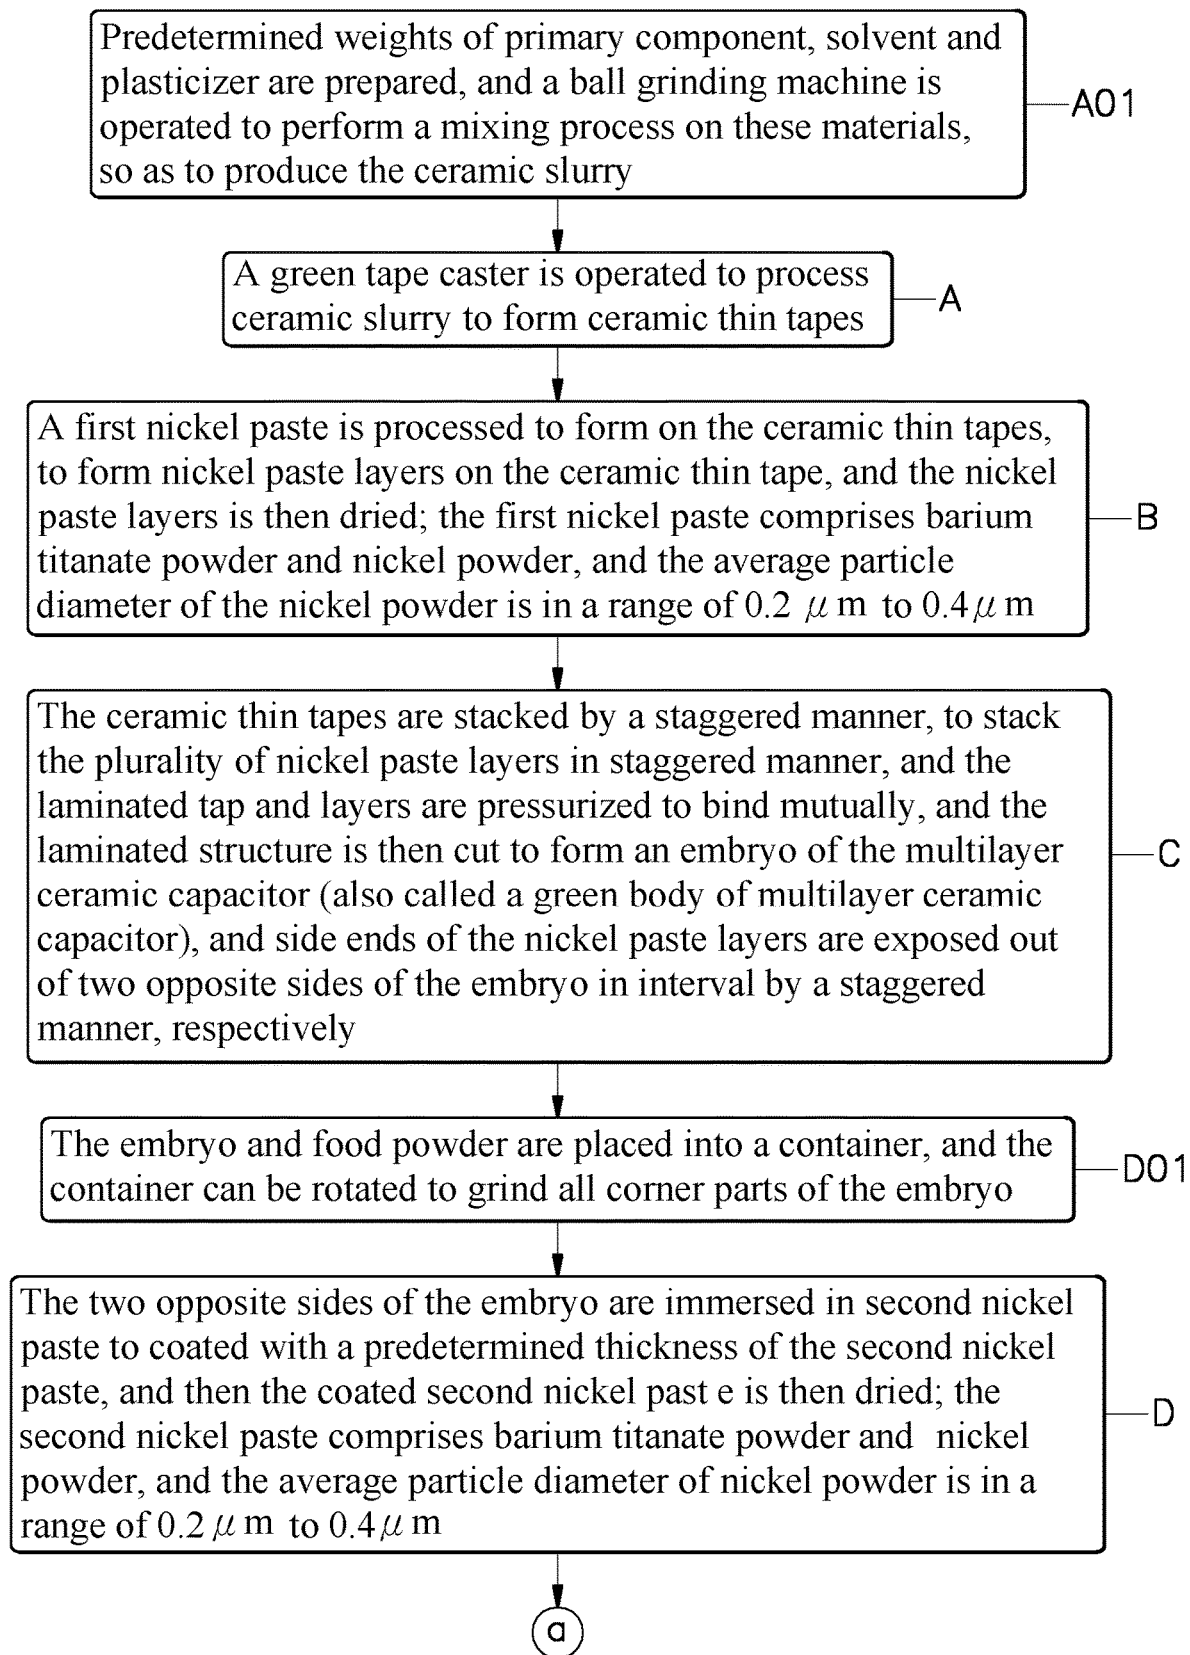 Predetermined weights of primary component, solvent and
plasticizer are prepared, and a ball grinding machine is
operated to perform a mixing process on these materials,
so as to produce the ceramic slurry
A01
A green tape caster is operated to process
ceramic slurry to form ceramic thin tapes
A
A first nickel paste is processed to form on the ceramic thin tapes,
to form nickel paste layers on the ceramic thin tape, and the nickel
paste layers is then dried; the first nickel paste comprises barium
titanate powder and nickel powder, and the average particle
diameter of the nickel powder is in a range of 0.2 μm to 0.4μm
B
The ceramic thin tapes are stacked by a staggered manner, to stack
the plurality of nickel paste layers in staggered manner, and the
laminated tap and layers are pressurized to bind mutually, and the
laminated structure is then cut to form an embryo of the multilayer
ceramic capacitor (also called a green body of multilayer ceramic
capacitor), and side ends of the nickel paste layers are exposed out
of two opposite sides of the embryo in interval by a staggered
manner, respectively
C
The embryo and food powder are placed into a container, and the
container can be rotated to grind all corner parts of the embryo
D01
The two opposite sides of the embryo are immersed in second nickel
paste to coated with a predetermined thickness of the second nickel
paste, and then the coated second nickel past e is then dried; the
second nickel paste comprises barium titanate powder and nickel
powder, and the average particle diameter of nickel powder is in a
range of 0.2 μm to 0.4μm
D
a